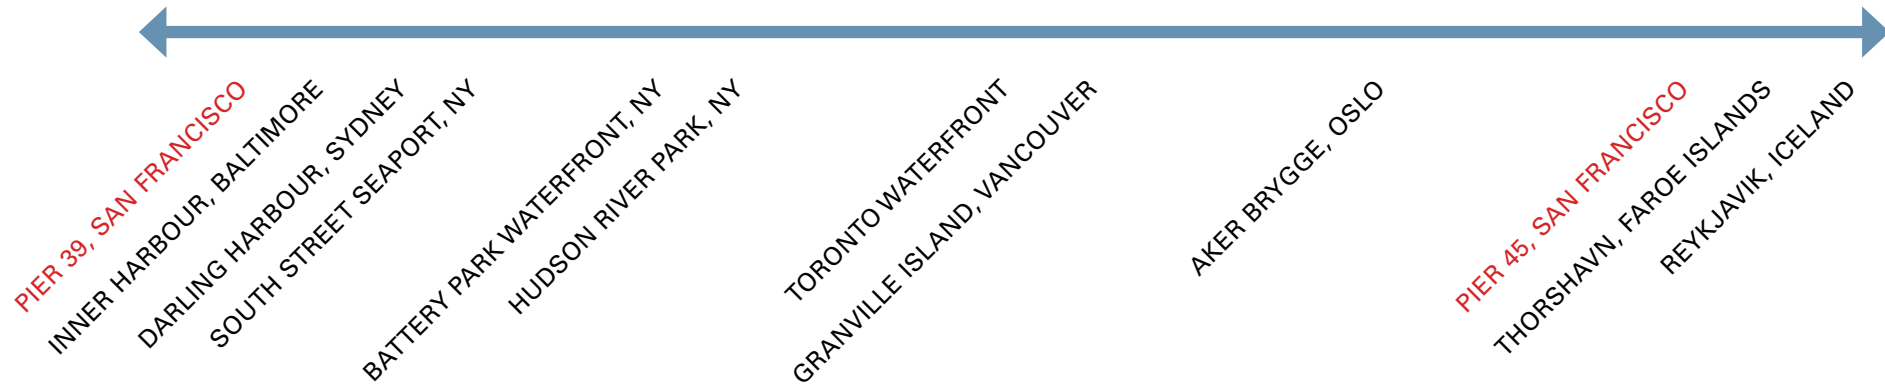 PIER 39, SAN FRANCISCO
INNER HARBOUR, BALTIMORE
DARLING HARBOUR, SYDNEY
SOUTH STREET SEAPORT, NY
BATTERY PARK WATERFRONT, NY
HUDSON RIVER PARK, NY
TORONTO WATERFRONT
GRANVILLE ISLAND, VANCOUVER
AKER BRYGGE, OSLO
PIER 45, SAN FRANCISCO
THORSHAVN, FAROE ISLANDS
REYKJAVIK, ICELAND